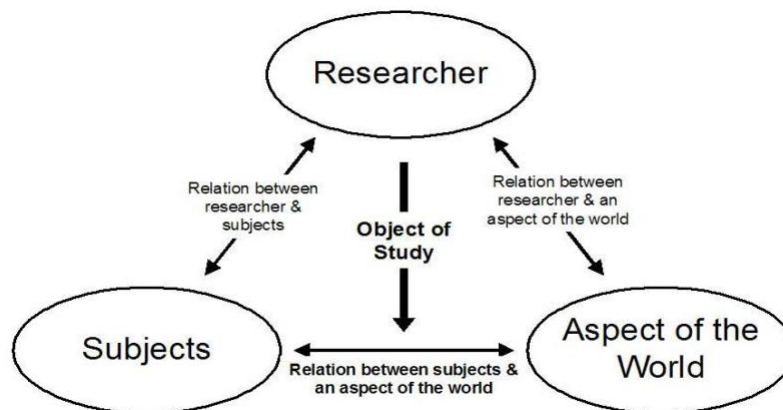 Researcher
Relation between
researcher &
subjects
Relation between
researcher & an
aspect of the world
Object of
Study
Subjects
Aspect of the
World
Relation between subjects &
an aspect of the world